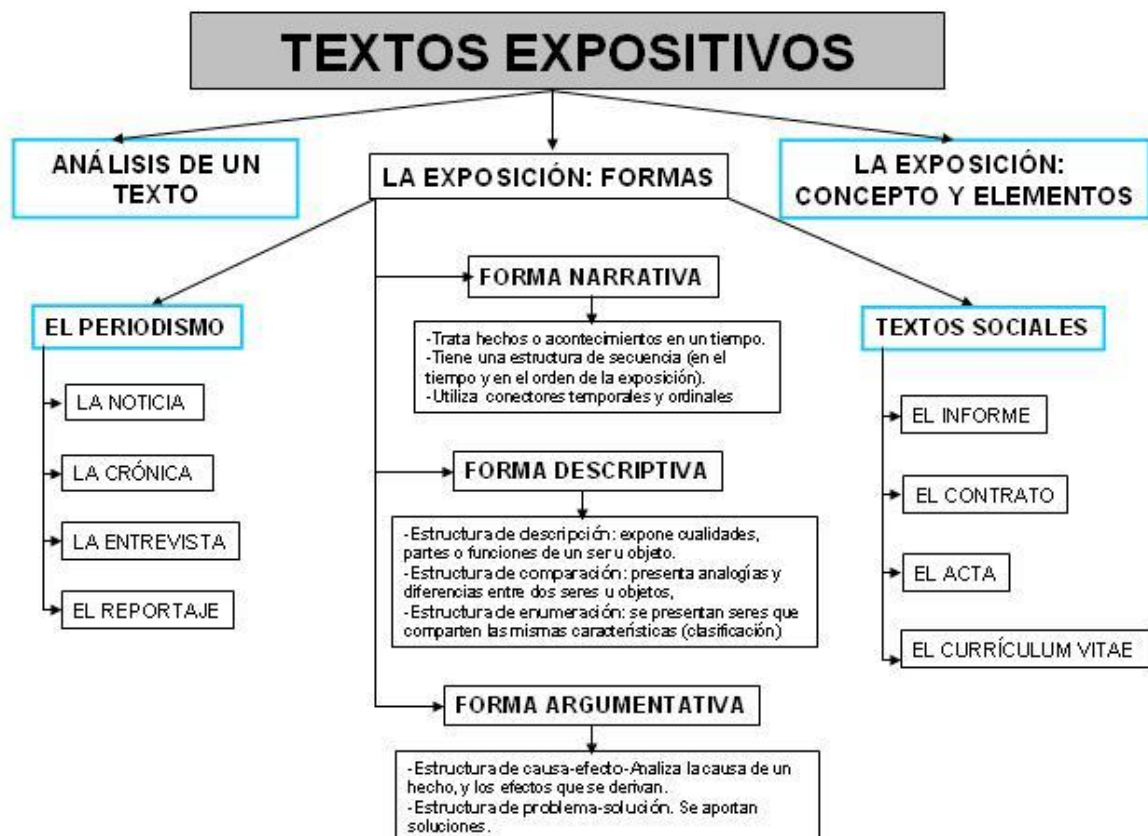 TEXTOS EXPOSITIVOS
ANÁLISIS DE UN
TEXTO
LA EXPOSICIÓN: FORMAS
LA EXPOSICIÓN:
CONCEPTO Y ELEMENTOS
EL PERIODISMO
LA NOTICIA
LA CRÓNICA
LA ENTREVISTA
EL REPORTAJE
FORMA NARRATIVA
-Trata hechos o acontecimientos en un tiempo.
-Tiene una estructura de secuencia (en el
tiempo y en el orden de la exposición).
-Utiliza conectores temporales y ordinales
FORMA DESCRIPTIVA
-Estructura de descripción: expone cualidades,
partes o funciones de un ser u objeto.
-Estructura de comparación: presenta analogías y
diferencias entre dos seres u objetos,
-Estructura de enumeración: se presentan seres que
comparten las mismas características (clasificación)
FORMA ARGUMENTATIVA
-Estructura de causa-efecto-Analiza la causa de un
hecho, y los efectos que se derivan.
-Estructura de problema-solución. Se aportan
soluciones.
TEXTOS SOCIALES
EL INFORME
EL CONTRATO
EL ACTA
EL CURRÍCULUM VITAE